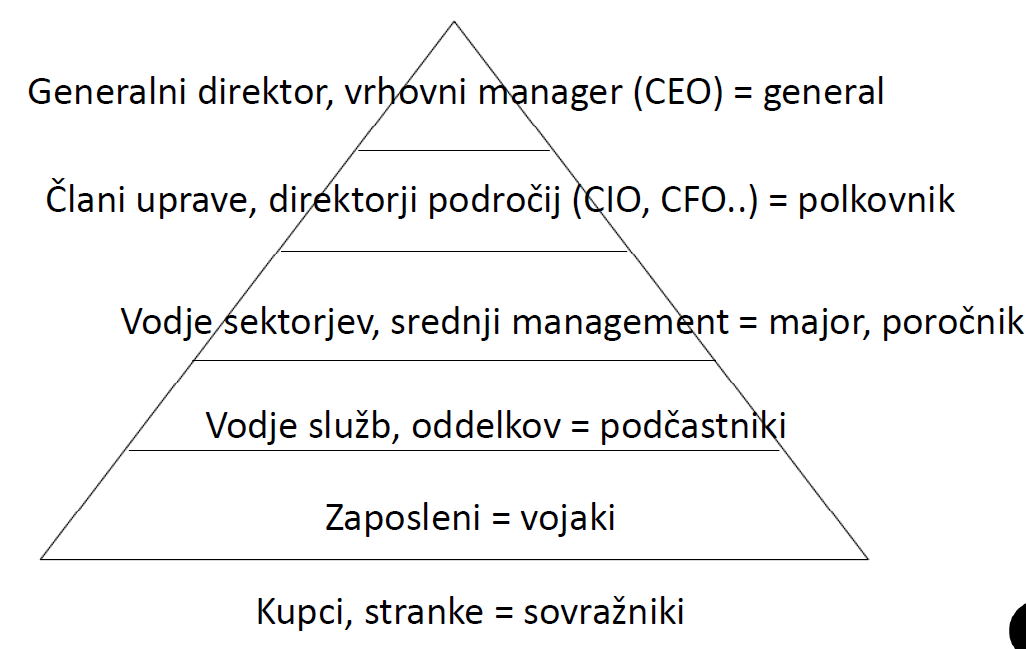 Generalni direktor, vrhovni manager (CEO) = general
Člani uprave, direktorji področij (CIO, CFO..) = polkovnik
Vodje sektorjev, srednji management = major, poročnik
Vodje služb, oddelkov = podčastniki
Zaposleni = vojaki
Kupci, stranke = sovražniki